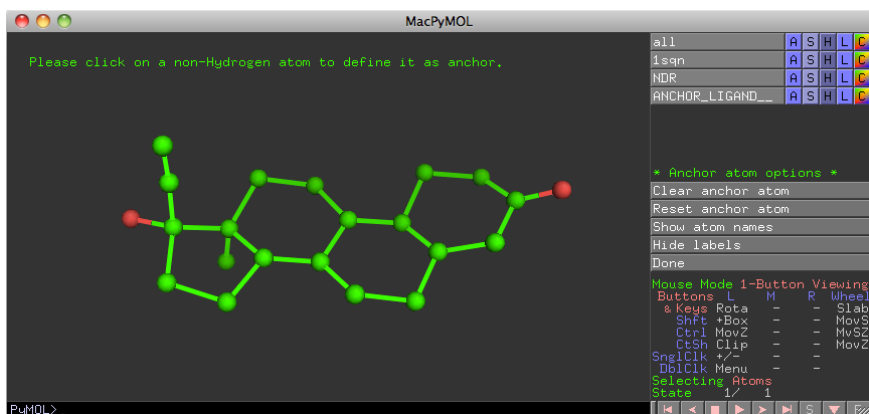 MacPyMOL
Please click on a non-Hydrogen atom to define it as anchor.
all A S H L C
1sqn A S H L C
NDR A S H L C
ANCHOR_LIGAND__ A S H L C
* Anchor atom options *
Clear anchor atom
Reset anchor atom
Show atom names
Hide labels
Done
Mouse Mode 1-Button Viewing
Buttons L M R Wheel
& Keys Rota - - Slab
Shft +Box - - MovS
Ctrl MovZ - - MvSZ
CtSh Clip - - MovZ
SnglClk +/- - -
DblClk Menu - -
Selecting Atoms
State 1/ 1
PyMOL>
S F